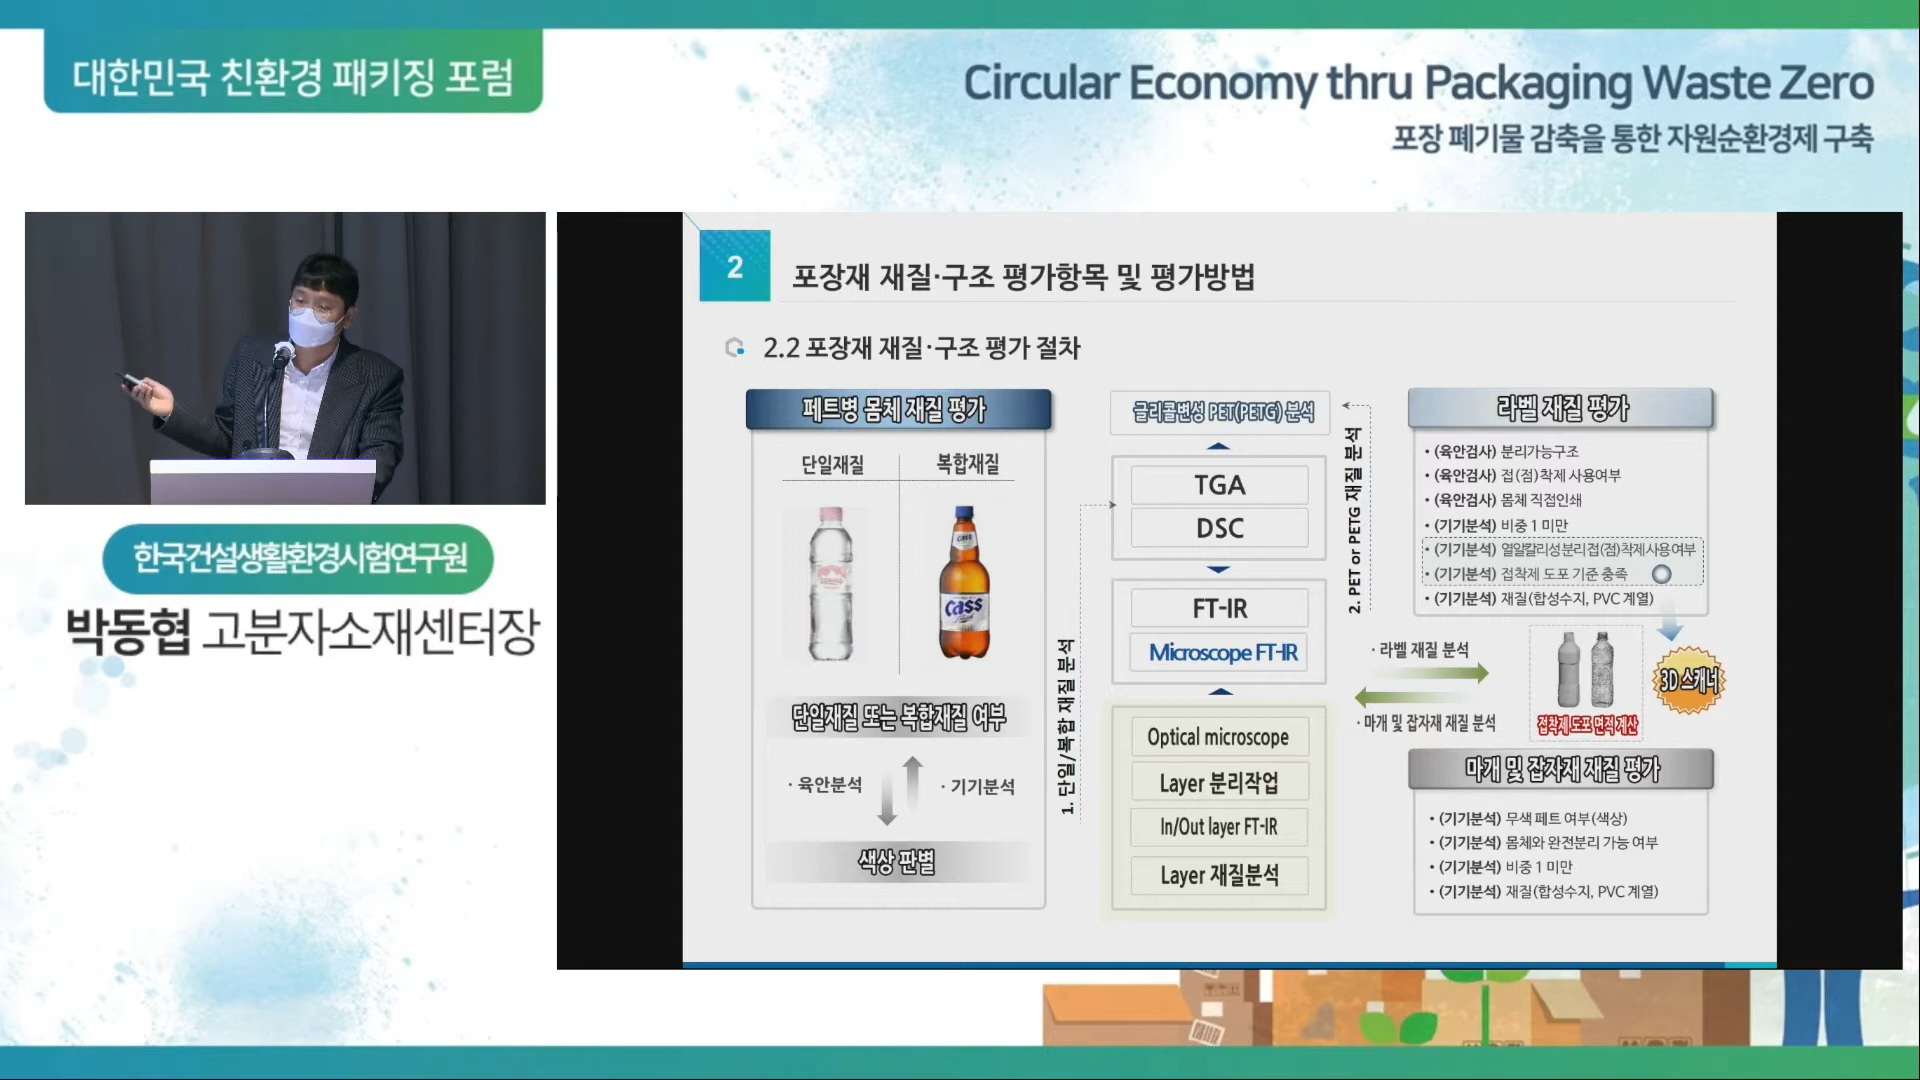 대한민국 친환경 패키징 포럼
Circular Economy thru Packaging Waste Zero
포장 폐기물 감축을 통한 자원순환경제 구축
한국건설생활환경시험연구원
박동협 고분자소재센터장
2
포장재 재질·구조 평가항목 및 평가방법
2.2 포장재 재질·구조 평가 절차
페트병 몸체 재질 평가
단일재질
복합재질
Cass
Cass
단일재질 또는 복합재질 여부
· 육안분석
· 기기분석
색상 판별
1. 단일/복합 재질 분석
글리콜변성 PET(PETG) 분석
TGA
DSC
FT-IR
Microscope FT-IR
Optical microscope
Layer 분리작업
In/Out layer FT-IR
Layer 재질분석
2. PET or PETG 재질 분석
라벨 재질 평가
• (육안검사) 분리가능구조
• (육안검사) 접(점)착제 사용여부
• (육안검사) 몸체 직접인쇄
• (기기분석) 비중 1 미만
• (기기분석) 열알칼리성분리접(점)착제사용여부
• (기기분석) 접착제 도포 기준 충족
• (기기분석) 재질(합성수지, PVC 계열)
· 라벨 재질 분석
· 마개 및 잡자재 재질 분석
접착제 도포 면적 계산
3D 스캐너
마개 및 잡자재 재질 평가
• (기기분석) 무색 페트 여부(색상)
• (기기분석) 몸체와 완전분리 가능 여부
• (기기분석) 비중 1 미만
• (기기분석) 재질(합성수지, PVC 계열)